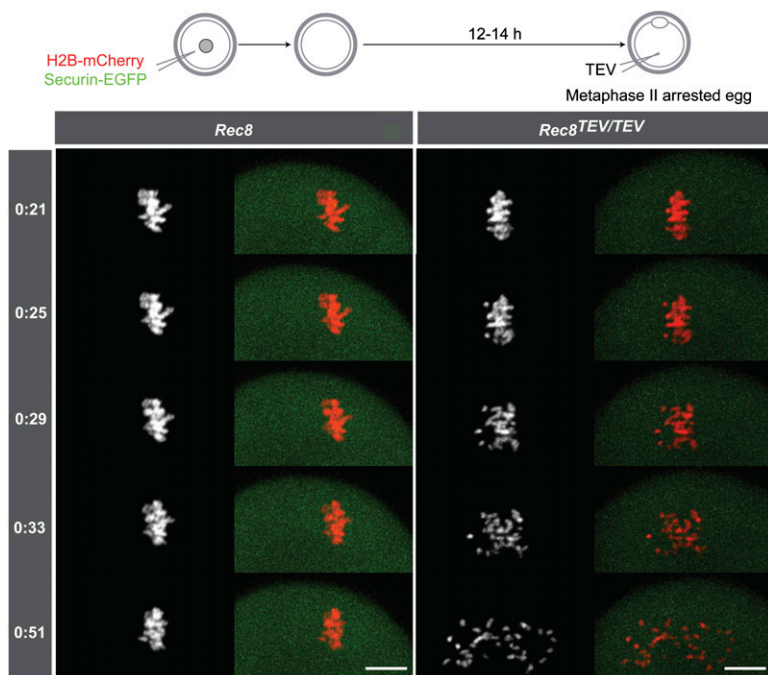 12-14 h
H2B-mCherry
Securin-EGFP
TEV
Metaphase II arrested egg
Rec8
Rec8TEV/TEV
0:21
0:25
0:29
0:33
0:51